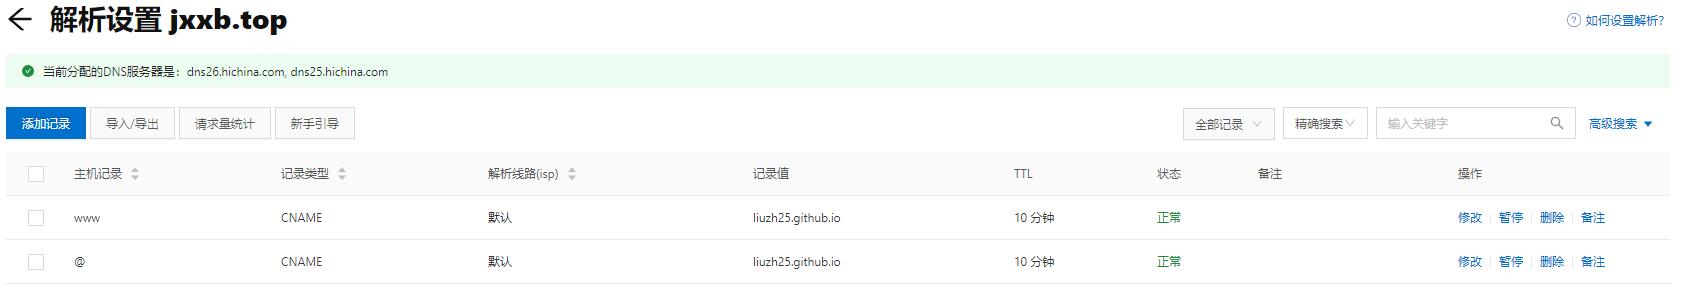 解析设置 jxxb.top
如何设置解析?
当前分配的DNS服务器是: dns26.hichina.com, dns25.hichina.com
添加记录 导入/导出 请求量统计 新手引导 全部记录 精确搜索 输入关键字 高级搜索
主机记录 记录类型 解析线路(isp) 记录值 TTL 状态 备注 操作
www CNAME 默认 liuzh25.github.io 10 分钟 正常 修改 暂停 删除 备注
@ CNAME 默认 liuzh25.github.io 10 分钟 正常 修改 暂停 删除 备注